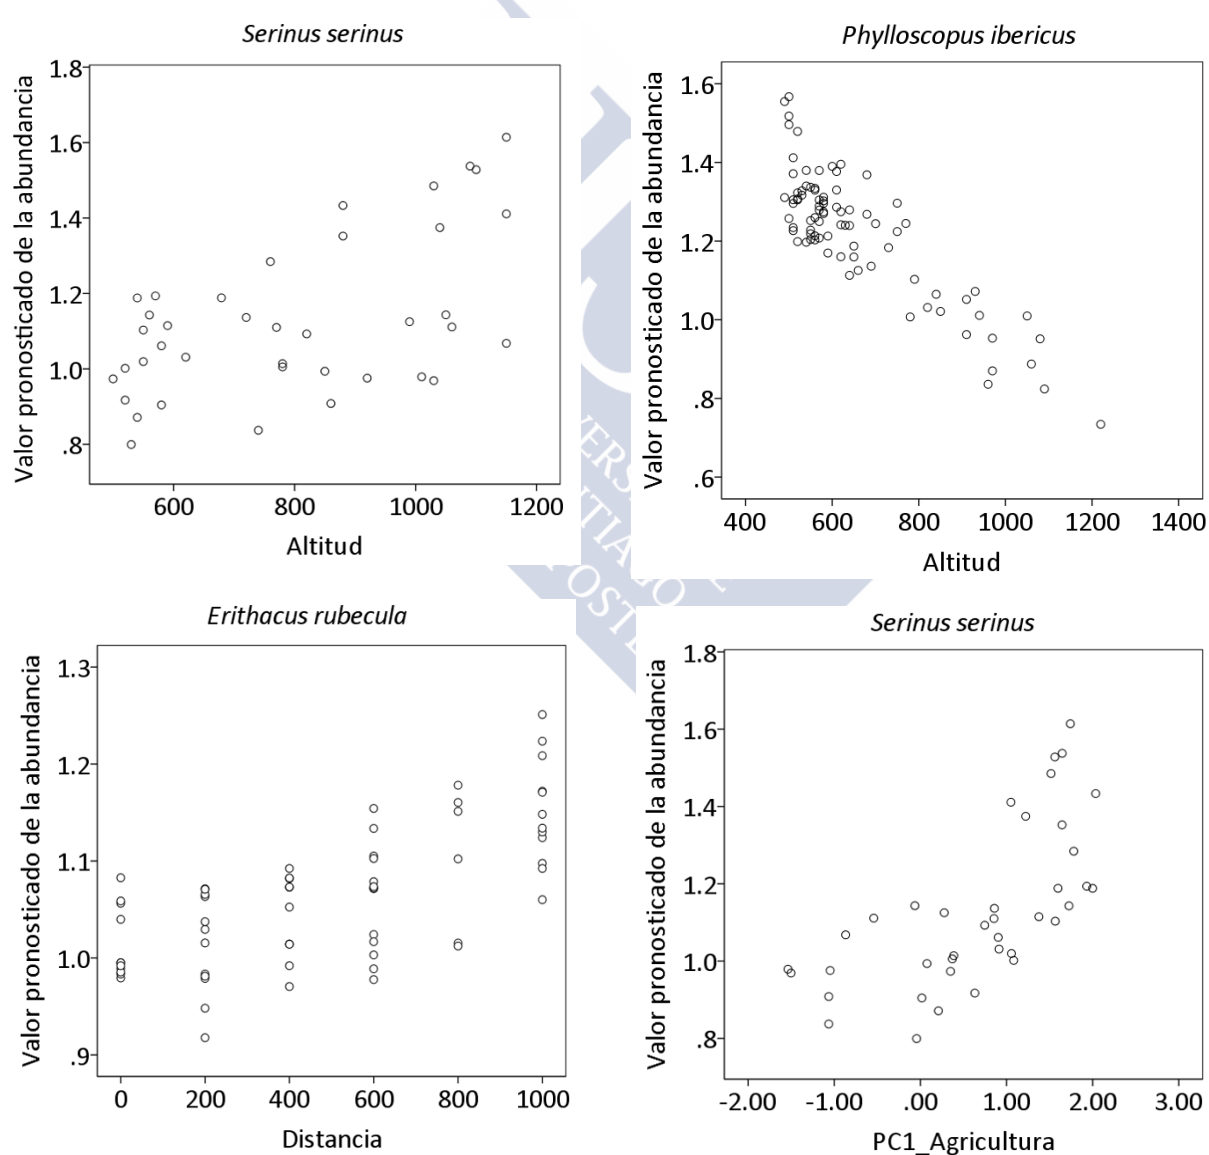 Serinus serinus
Valor pronosticado de la abundancia
1.8
1.6
1.4
1.2
1.0
.8
600 800 1000 1200
Altitud
Phylloscopus ibericus
Valor pronosticado de la abundancia
1.6
1.4
1.2
1.0
.8
.6
400 600 800 1000 1200 1400
Altitud
Erithacus rubecula
Valor pronosticado de la abundancia
1.3
1.2
1.1
1.0
.9
0 200 400 600 800 1000
Distancia
Serinus serinus
Valor pronosticado de la abundancia
1.8
1.6
1.4
1.2
1.0
.8
-2.00 -1.00 .00 1.00 2.00 3.00
PC1_Agricultura